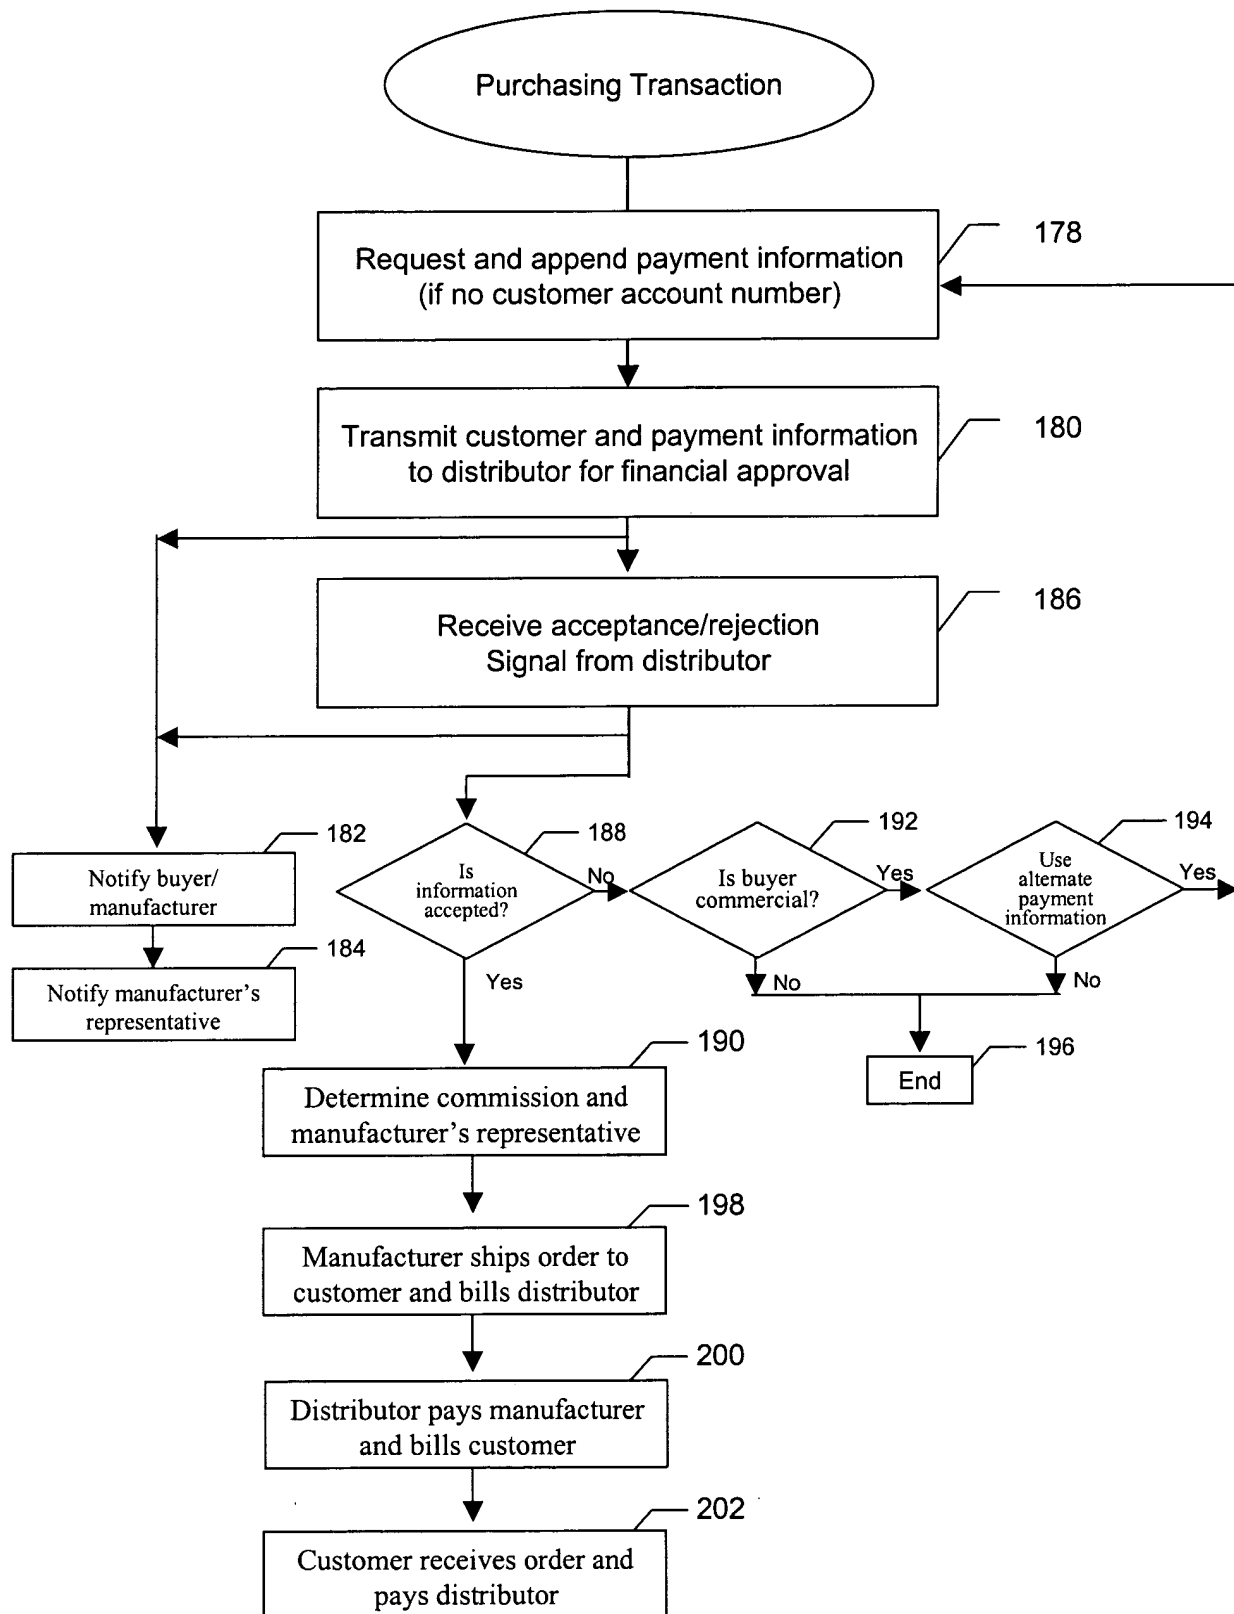 Purchasing Transaction
178
Request and append payment information
(if no customer account number)
180
Transmit customer and payment information
to distributor for financial approval
186
Receive acceptance/rejection
Signal from distributor
182
Notify buyer/
manufacturer
184
Notify manufacturer's
representative
188
Is
information
accepted?
No
Yes
192
Is buyer
commercial?
Yes
No
194
Use
alternate
payment
information
Yes
No
196
End
190
Determine commission and
manufacturer's representative
198
Manufacturer ships order to
customer and bills distributor
200
Distributor pays manufacturer
and bills customer
202
Customer receives order and
pays distributor